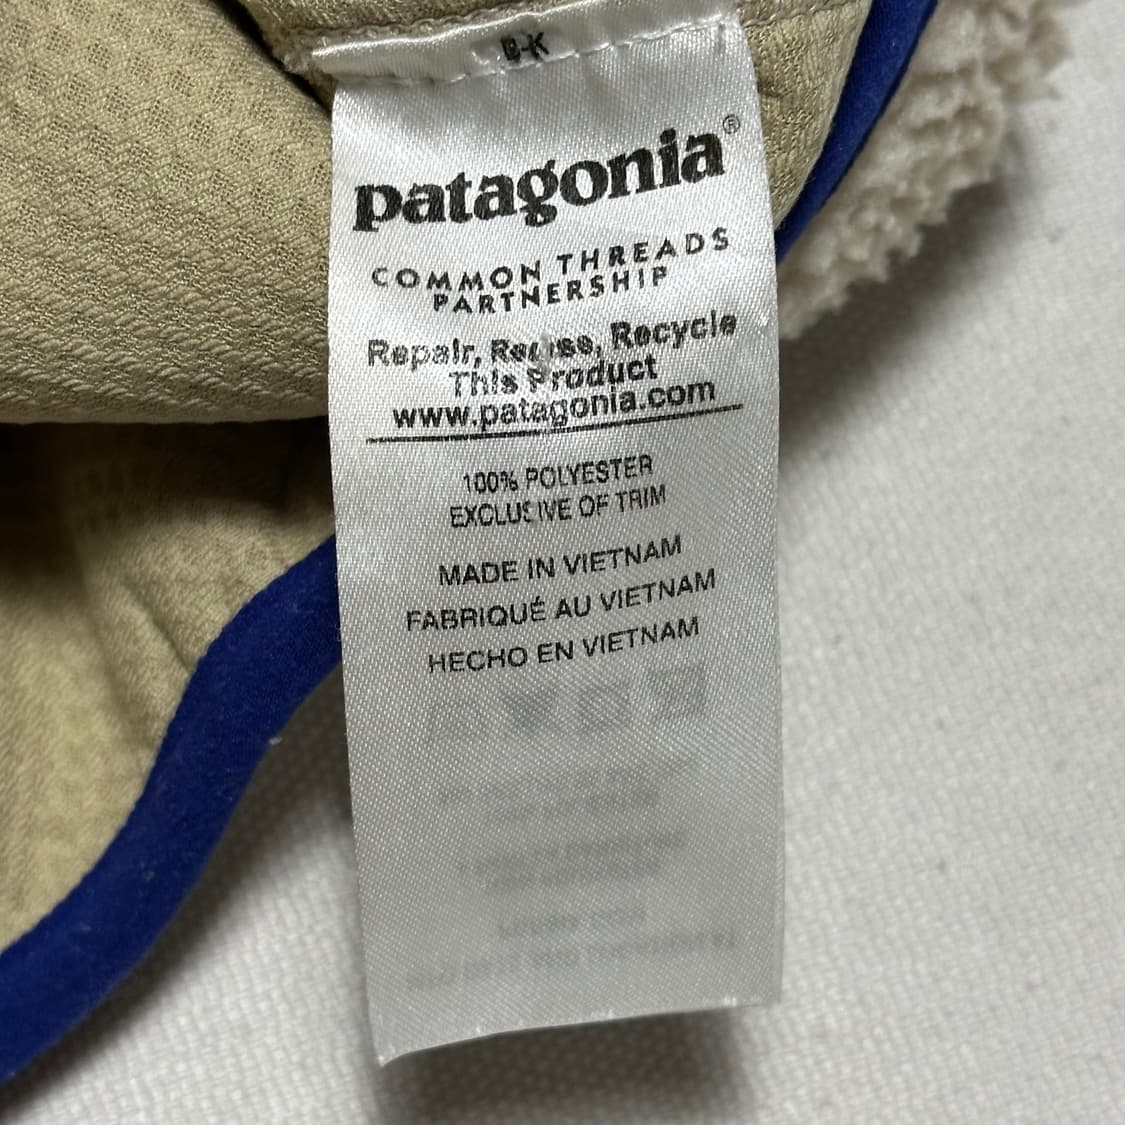 B-K
patagonia®
COMMON THREADS
PARTNERSHIP
Repair, Reuse, Recycle
This Product
www.patagonia.com
100% POLYESTER
EXCLUSIVE OF TRIM
MADE IN VIETNAM
FABRIQUÉ AU VIETNAM
HECHO EN VIETNAM